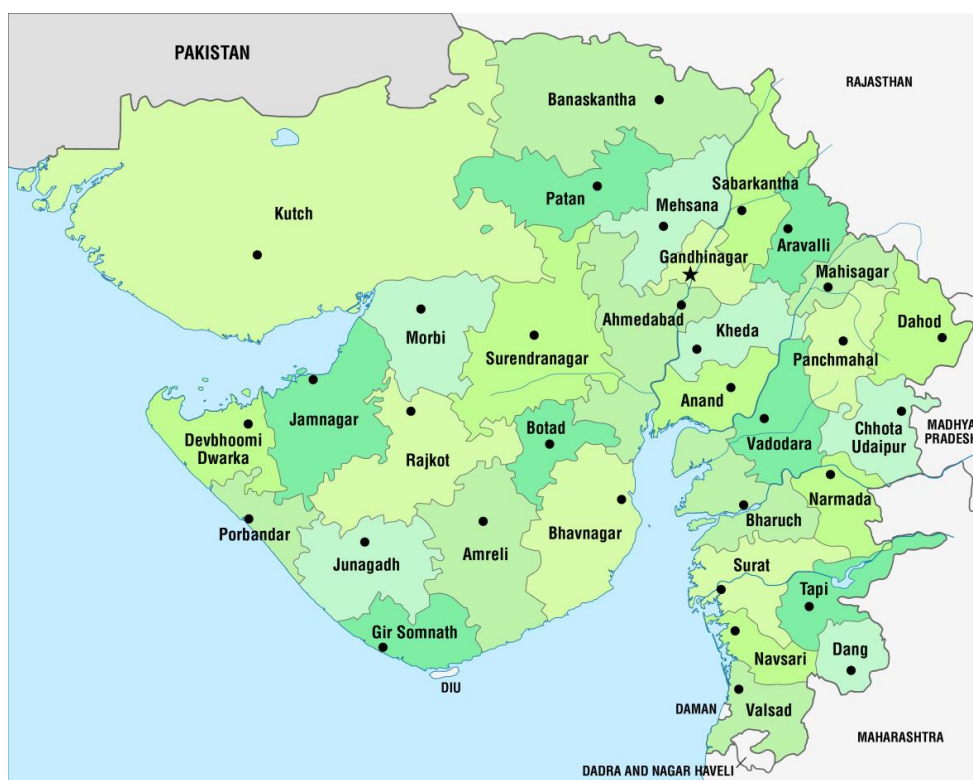 PAKISTAN
RAJASTHAN
Banaskantha
Patan
Sabarkantha
Mehsana
Kutch
Aravalli
Gandhinagar
Mahisagar
Morbi
Ahmedabad
Kheda
Dahod
Surendranagar
Panchmahal
Anand
Jamnagar
Devbhoomi
Dwarka
Botad
Rajkot
Vadodara
Chhota
Udaipur
MADHYA
PRADESH
Narmada
Porbandar
Bharuch
Bhavnagar
Amreli
Junagadh
Surat
Tapi
Gir Somnath
Dang
Navsari
DIU
DAMAN
Valsad
MAHARASHTRA
DADRA AND NAGAR HAVELI